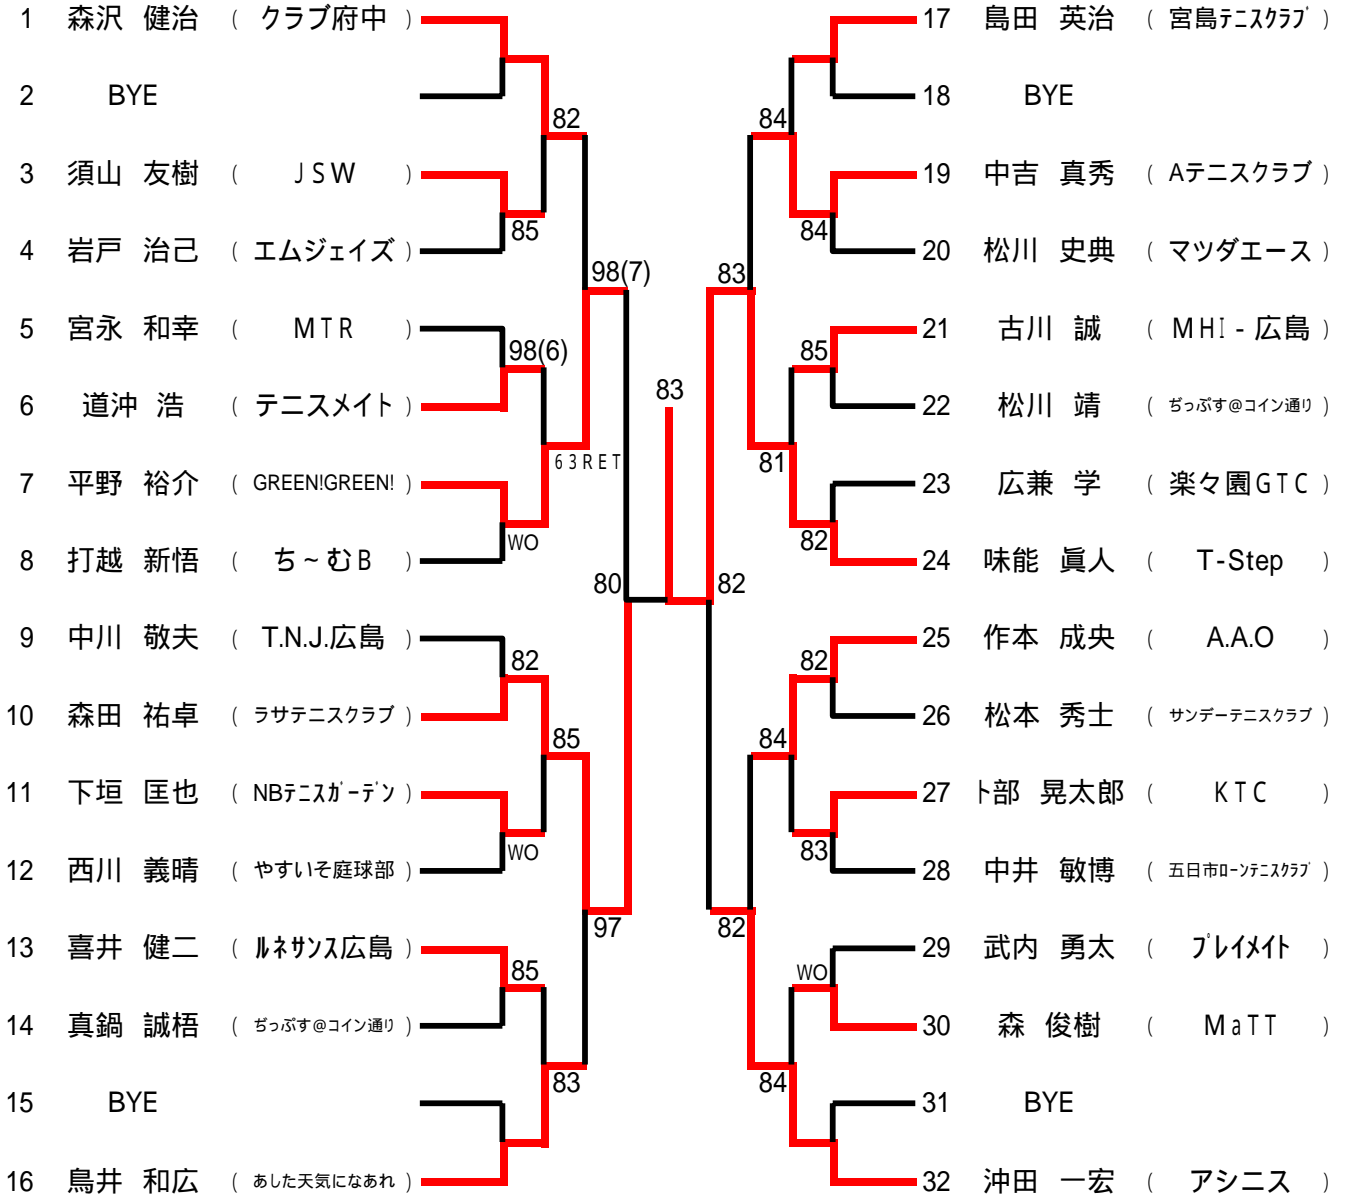 1 森沢 健治 ( クラブ府中 )
2 BYE
82
3 須山 友樹 ( JSW )
85
4 岩戸 治己 ( エムジェイズ )
98(7)
5 宮永 和幸 ( MTR )
98(6)
6 道沖 浩 ( テニスメイト )
63RET
7 平野 裕介 ( GREEN!GREEN! )
WO
8 打越 新悟 ( ち~むB )
80
9 中川 敬夫 ( T.N.J.広島 )
82
10 森田 祐卓 ( ラサテニスクラブ )
85
11 下垣 匡也 ( NBテニスガーデン )
WO
12 西川 義晴 ( やすいそ庭球部 )
97
13 喜井 健二 ( ルネサンス広島 )
85
14 真鍋 誠梧 ( ぢっぷす@コイン通り )
83
15 BYE
16 鳥井 和広 ( あした天気になあれ )
83
17 島田 英治 ( 宮島テニスクラブ )
18 BYE
84
19 中吉 真秀 ( Aテニスクラブ )
84
20 松川 史典 ( マツダエース )
83
21 古川 誠 ( MHI-広島 )
85
22 松川 靖 ( ぢっぷす@コイン通り )
81
23 広兼 学 ( 楽々園GTC )
82
24 味能 眞人 ( T-Step )
82
25 作本 成央 ( A.A.O )
82
26 松本 秀士 ( サンデーテニスクラブ )
84
27 卜部 晃太郎 ( KTC )
83
28 中井 敏博 ( 五日市ローンテニスクラブ )
82
29 武内 勇太 ( プレイメイト )
WO
30 森 俊樹 ( MaTT )
84
31 BYE
32 沖田 一宏 ( アシニス )